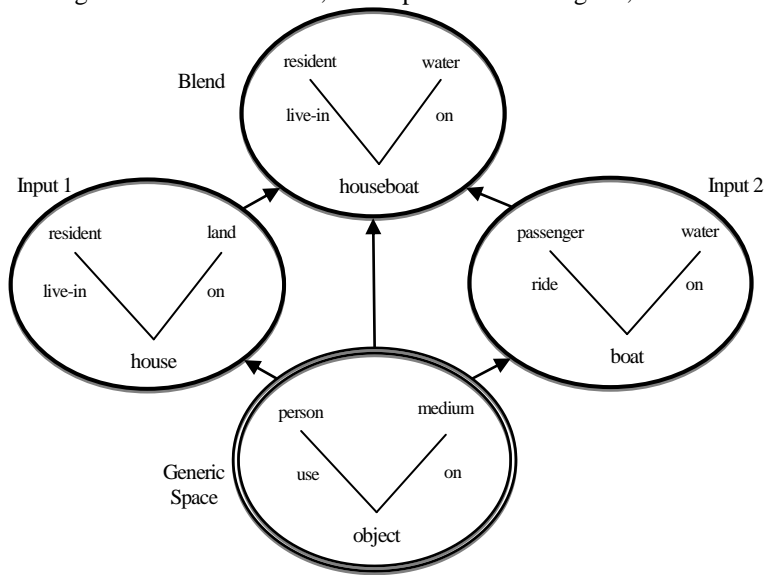 resident water
Blend
live-in on
houseboat
Input 1 Input 2
resident land passenger water
live-in on ride on
house boat
person medium
Generic
Space
use on
object